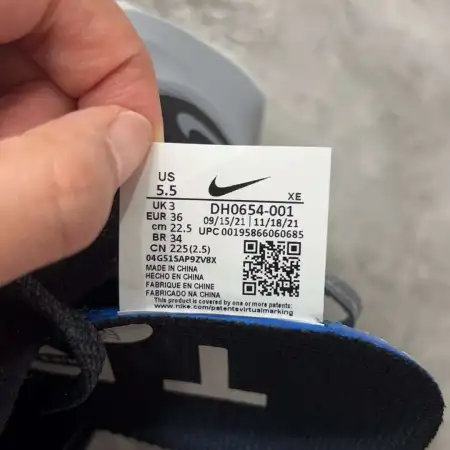 US
5.5
XE
UK 3
DH0654-001
EUR 36
09/15/21 | 11/18/21
cm 22.5
UPC 00195866060685
BR 34
CN 225(2.5)
04G51SAP9ZV8X
MADE IN CHINA
HECHO EN CHINA
FABRIQUE EN CHINE
FABRICADO NA CHINA
This product is covered by one or more patents. See
www.nike.com/patentsvirtualmarking